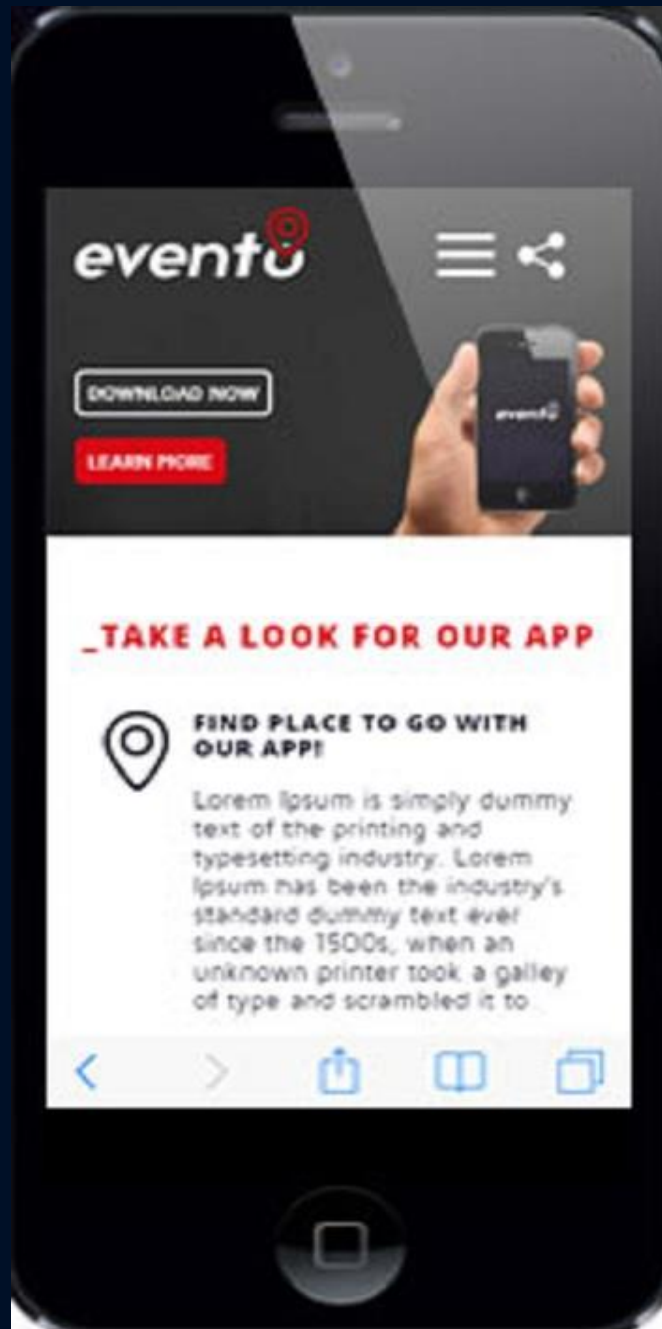 evento
DOWNLOAD NOW
evento
LEARN MORE
_TAKE A LOOK FOR OUR APP
FIND PLACE TO GO WITH
OUR APP!
Lorem Ipsum is simply dummy
text of the printing and
typesetting industry. Lorem
Ipsum has been the industry's
standard dummy text ever
since the 1500s, when an
unknown printer took a galley
of type and scrambled it to